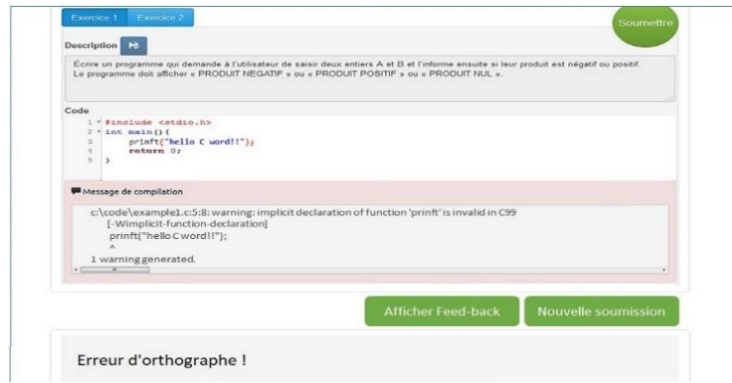 Exercice 1 Exercice 2
Soumettre
Description
Écrire un programme qui demande à l'utilisateur de saisir deux entiers A et B et l'informe ensuite si leur produit est négatif ou positif.
Le programme doit afficher « PRODUIT NEGATIF » ou « PRODUIT POSITIF » ou « PRODUIT NUL ».
Code
1 #include <stdio.h>
2 int main(){
3 prinft("hello C word!!");
4 return 0;
5 }
Message de compilation
c:\code\example1.c:5:8: warning: implicit declaration of function 'prinft' is invalid in C99
[-Wimplicit-function-declaration]
prinft("hello C word!!");
^
1 warning generated.
Afficher Feed-back Nouvelle soumission
Erreur d'orthographe !